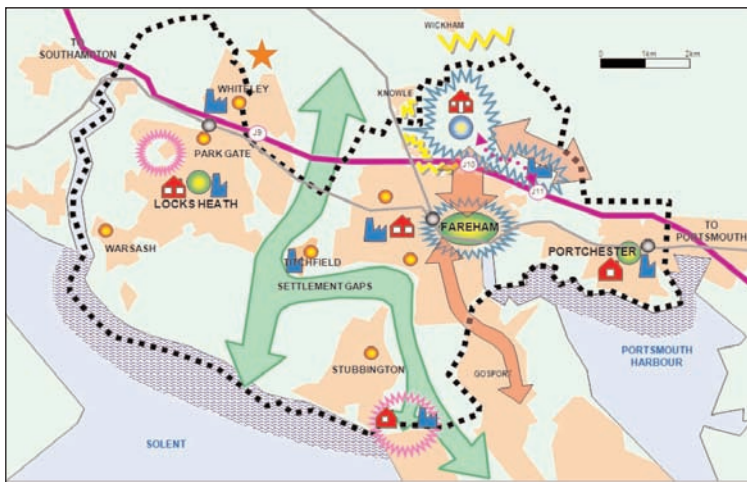 WICKHAM
TO
SOUTHAMPTON
0 1km 2km
KNOWLE
WHITELEY
J9
PARK GATE
J10
J11
LOCKS HEATH
FAREHAM
TO
PORTSMOUTH
WARSASH
PORTCHESTER
TITCHFIELD
SETTLEMENT GAPS
PORTSMOUTH
HARBOUR
STUBBINGTON
GOSPORT
SOLENT